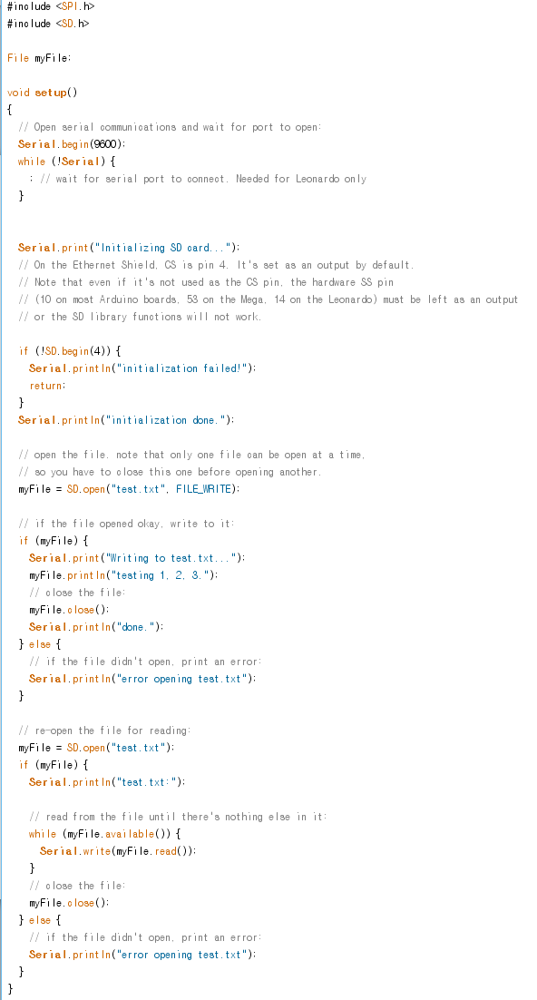 #include <SPI.h>
#include <SD.h>

File myFile;

void setup()
{
  // Open serial communications and wait for port to open:
  Serial.begin(9600);
  while (!Serial) {
    ; // wait for serial port to connect. Needed for Leonardo only
  }


  Serial.print("Initializing SD card...");
  // On the Ethernet Shield, CS is pin 4. It's set as an output by default.
  // Note that even if it's not used as the CS pin, the hardware SS pin
  // (10 on most Arduino boards, 53 on the Mega, 14 on the Leonardo) must be left as an output
  // or the SD library functions will not work.

  if (!SD.begin(4)) {
    Serial.println("initialization failed!");
    return;
  }
  Serial.println("initialization done.");

  // open the file. note that only one file can be open at a time,
  // so you have to close this one before opening another.
  myFile = SD.open("test.txt", FILE_WRITE);

  // if the file opened okay, write to it:
  if (myFile) {
    Serial.print("Writing to test.txt...");
    myFile.println("testing 1, 2, 3.");
    // close the file:
    myFile.close();
    Serial.println("done.");
  } else {
    // if the file didn't open, print an error:
    Serial.println("error opening test.txt");
  }

  // re-open the file for reading:
  myFile = SD.open("test.txt");
  if (myFile) {
    Serial.println("test.txt:");

    // read from the file until there's nothing else in it:
    while (myFile.available()) {
      Serial.write(myFile.read());
    }
    // close the file:
    myFile.close();
  } else {
    // if the file didn't open, print an error:
    Serial.println("error opening test.txt");
  }
}